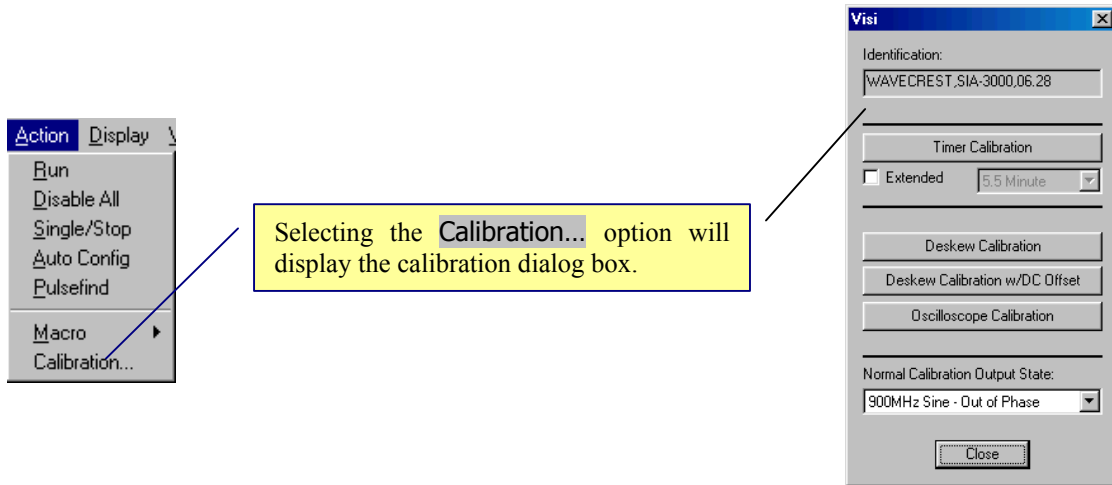 Action Display
Run
Disable All
Single/Stop
Auto Config
Pulsefind
Macro
Calibration...
Selecting the Calibration... option will
display the calibration dialog box.
Visi
Identification:
WAVECREST,SIA-3000,06.28
Timer Calibration
Extended 5.5 Minute
Deskew Calibration
Deskew Calibration w/DC Offset
Oscilloscope Calibration
Normal Calibration Output State:
900MHz Sine - Out of Phase
Close